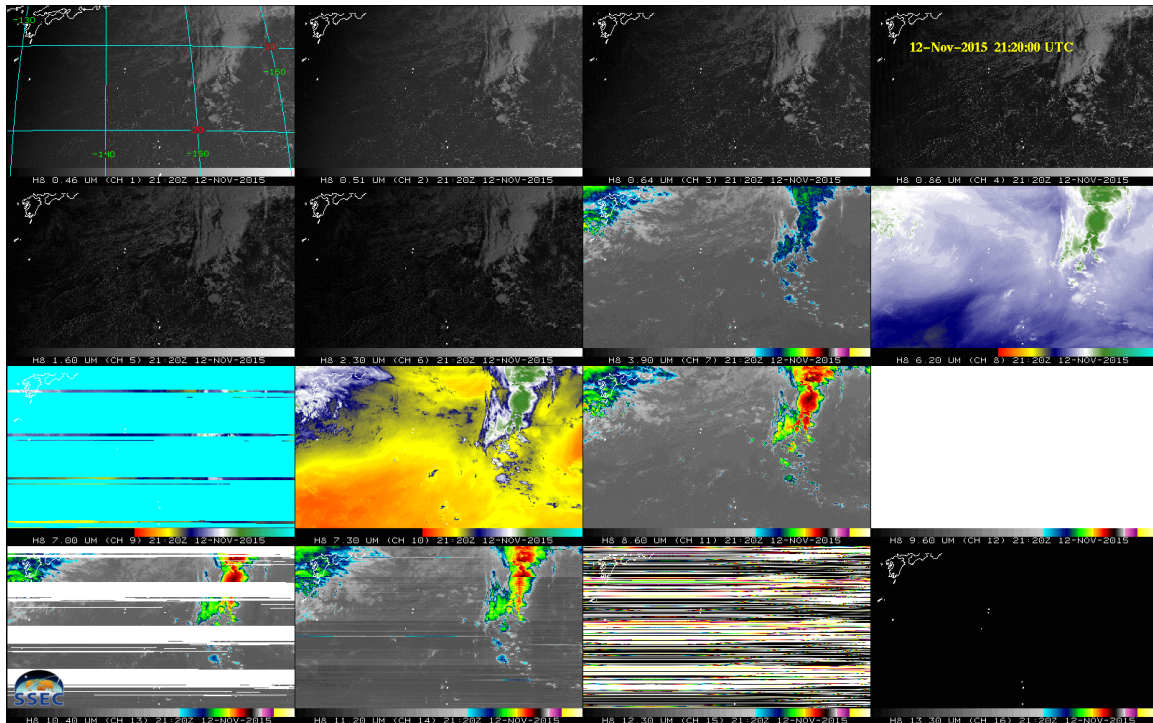 -130
30
-160
12-Nov-2015 21:20:00 UTC
20
-140 -150
H8 0.46 UM (CH 1) 21:20Z 12-NOV-2015
H8 0.51 UM (CH 2) 21:20Z 12-NOV-2015
H8 0.64 UM (CH 3) 21:20Z 12-NOV-2015
H8 0.86 UM (CH 4) 21:20Z 12-NOV-2015
H8 1.60 UM (CH 5) 21:20Z 12-NOV-2015
H8 2.30 UM (CH 6) 21:20Z 12-NOV-2015
H8 3.90 UM (CH 7) 21:20Z 12-NOV-2015
H8 6.20 UM (CH 8) 21:20Z 12-NOV-2015
H8 7.00 UM (CH 9) 21:20Z 12-NOV-2015
H8 7.30 UM (CH 10) 21:20Z 12-NOV-2015
H8 8.60 UM (CH 11) 21:20Z 12-NOV-2015
H8 9.60 UM (CH 12) 21:20Z 12-NOV-2015
SSEC
H8 10.40 UM (CH 13) 21:20Z 12-NOV-2015
H8 11.20 UM (CH 14) 21:20Z 12-NOV-2015
H8 12.30 UM (CH 15) 21:20Z 12-NOV-2015
H8 13.30 UM (CH 16) 21:20Z 12-NOV-2015